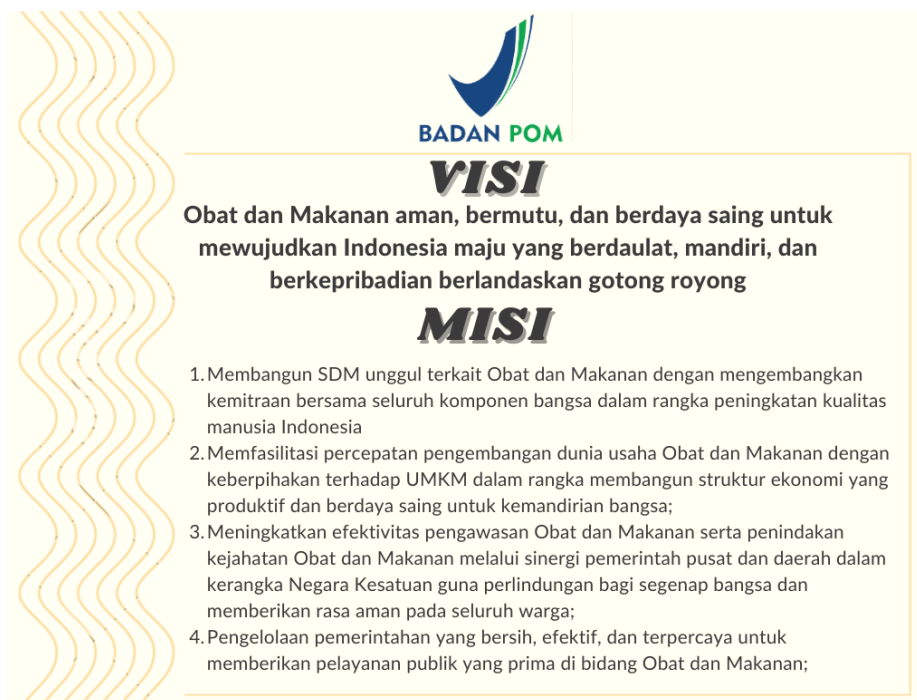 BADAN POM
VISI
Obat dan Makanan aman, bermutu, dan berdaya saing untuk
mewujudkan Indonesia maju yang berdaulat, mandiri, dan
berkepribadian berlandaskan gotong royong
MISI
1. Membangun SDM unggul terkait Obat dan Makanan dengan mengembangkan
kemitraan bersama seluruh komponen bangsa dalam rangka peningkatan kualitas
manusia Indonesia
2. Memfasilitasi percepatan pengembangan dunia usaha Obat dan Makanan dengan
keberpihakan terhadap UMKM dalam rangka membangun struktur ekonomi yang
produktif dan berdaya saing untuk kemandirian bangsa;
3. Meningkatkan efektivitas pengawasan Obat dan Makanan serta penindakan
kejahatan Obat dan Makanan melalui sinergi pemerintah pusat dan daerah dalam
kerangka Negara Kesatuan guna perlindungan bagi segenap bangsa dan
memberikan rasa aman pada seluruh warga;
4. Pengelolaan pemerintahan yang bersih, efektif, dan terpercaya untuk
memberikan pelayanan publik yang prima di bidang Obat dan Makanan;